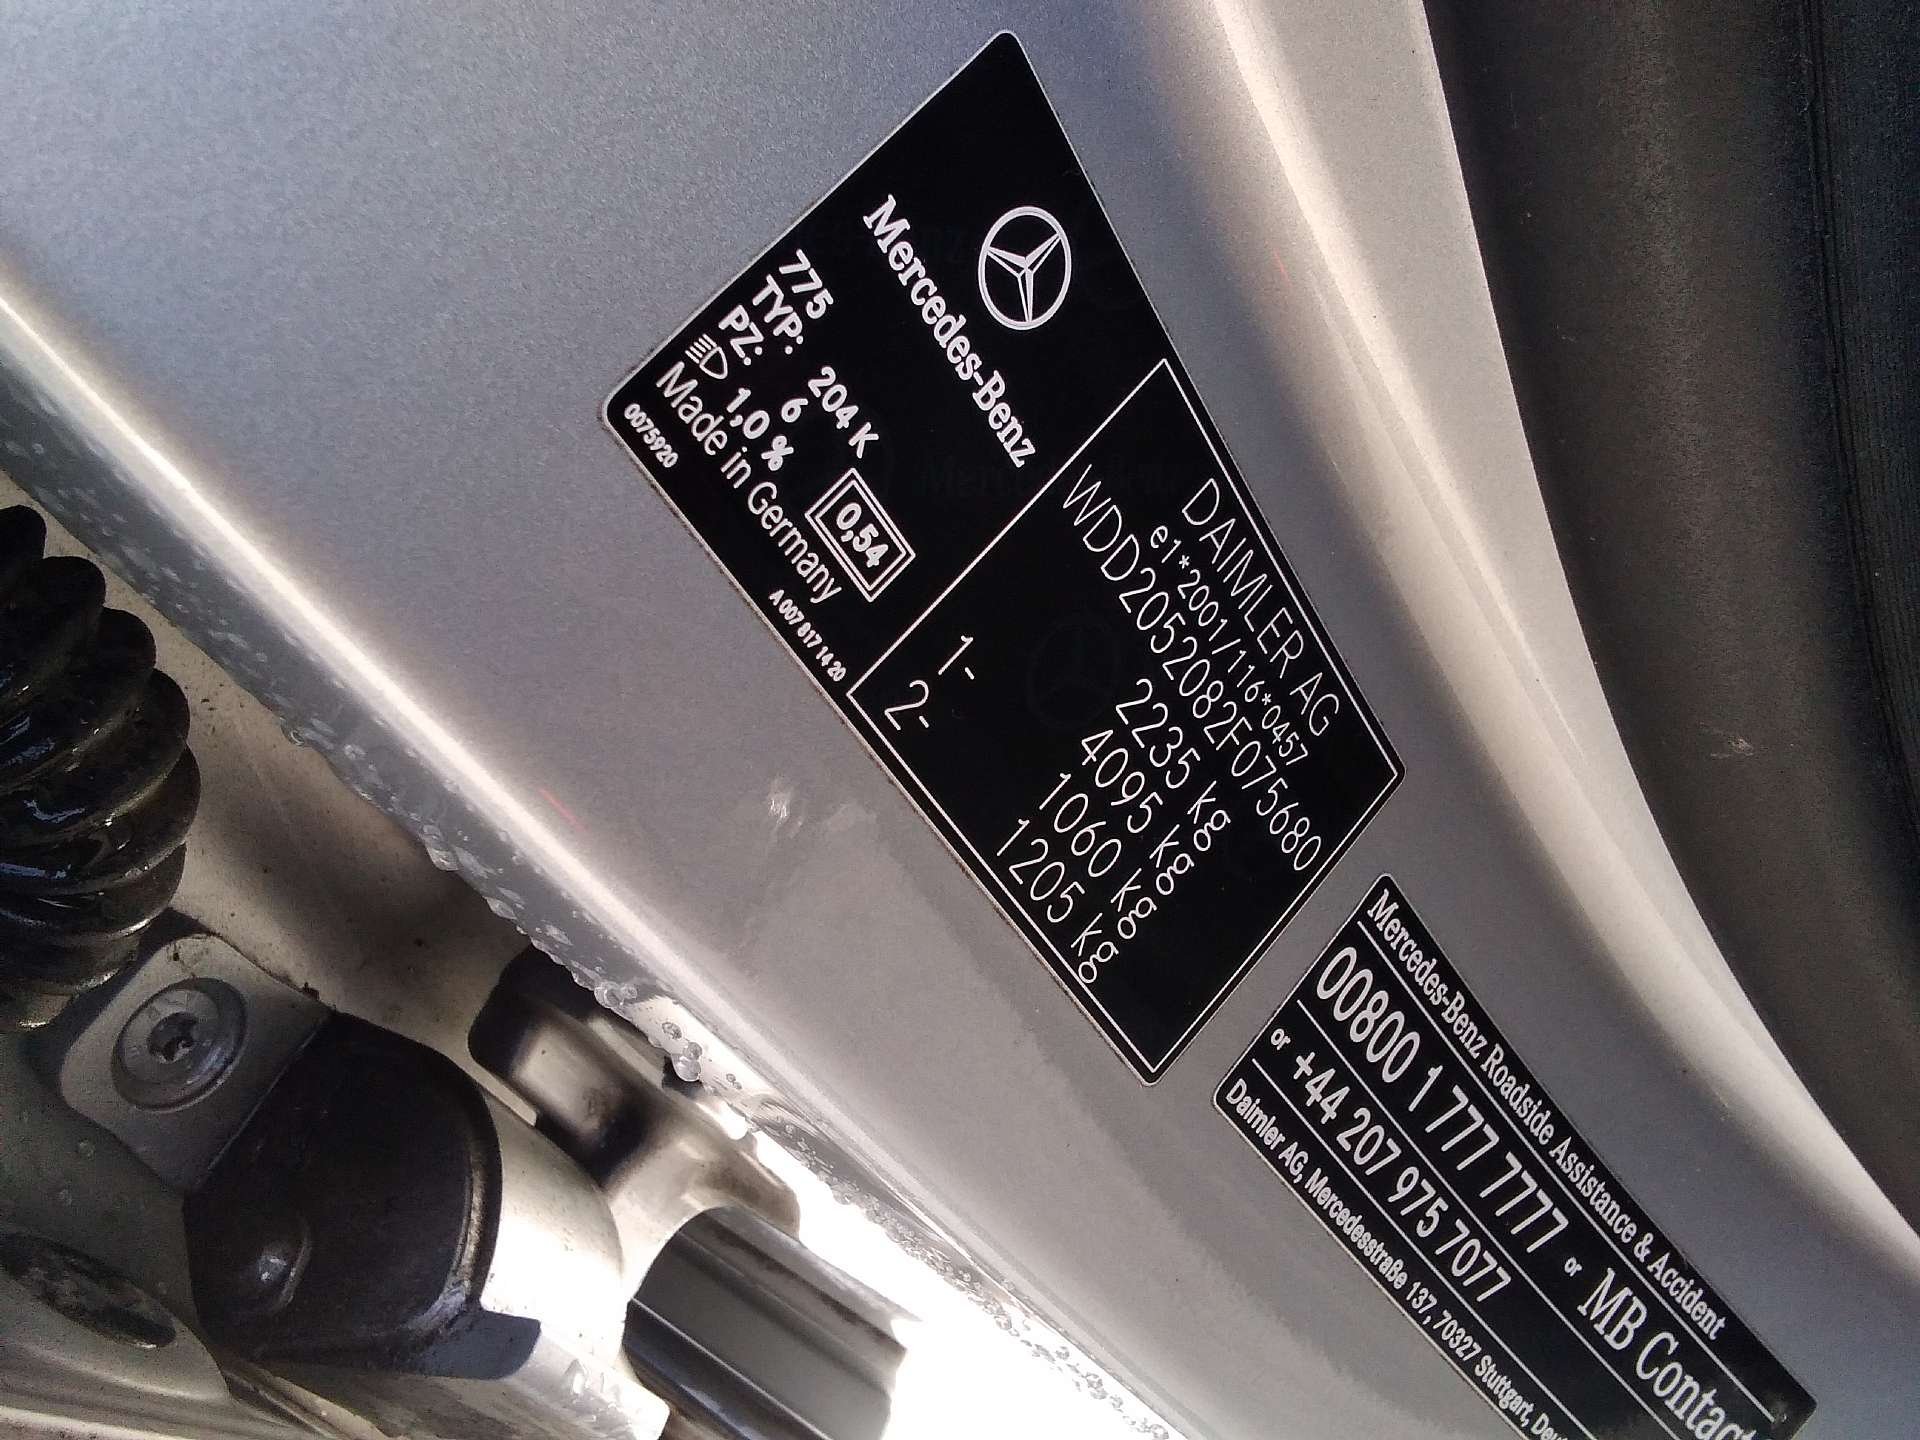 Mercedes-Benz
775
TYP: 204 K
PZ: 6
1,0 % 0,54
Made in Germany
0075920
A 007 817 14 20
DAIMLER AG
e1*2001/116*0457
WDD2052082F075680
2235 kg
4095 kg
1- 1060 kg
2- 1205 kg
Mercedes-Benz Roadside Assistance & Accident
00800 1 777 7777 or MB Contact
or +44 207 975 7077
Daimler AG, Mercedesstraße 137, 70327 Stuttgart, Deu